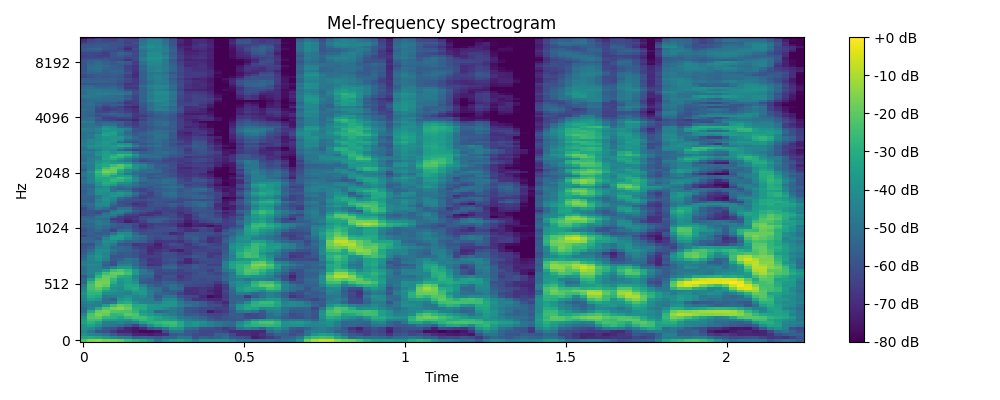 Mel-frequency spectrogram
Hz
8192
4096
2048
1024
512
0
0
0.5
1
1.5
2
Time
+0 dB
-10 dB
-20 dB
-30 dB
-40 dB
-50 dB
-60 dB
-70 dB
-80 dB